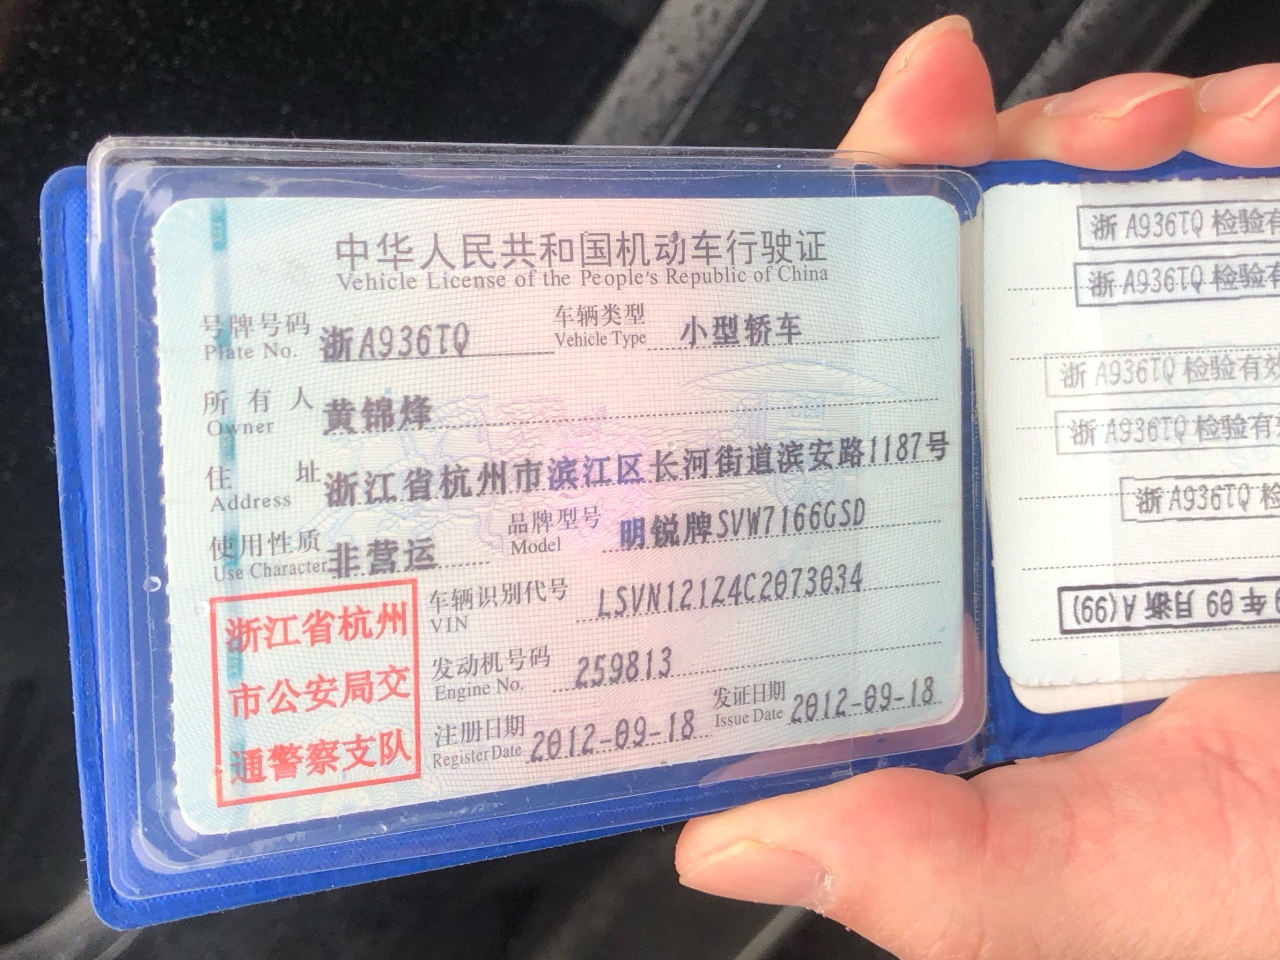 中华人民共和国机动车行驶证
Vehicle License of the People's Republic of China
号牌号码 浙A936TQ 车辆类型 小型轿车
Plate No. Vehicle Type
所有人 黄锦烽
Owner
住址 浙江省杭州市滨江区长河街道滨安路1187号
Address
使用性质 非营运 品牌型号 明锐牌SVW7166GSD
Use Character Model
浙江省杭州
市公安局交
通警察支队
车辆识别代号 LSVN121Z4C2073034
VIN
发动机号码 259813
Engine No.
注册日期 2012-09-18 发证日期 2012-09-18
Register Date Issue Date
浙A936TQ 检验有
浙A936TQ 检验有
浙A936TQ 检验有效
浙A936TQ 检验有
浙A936TQ 检
年09月浙A(99)